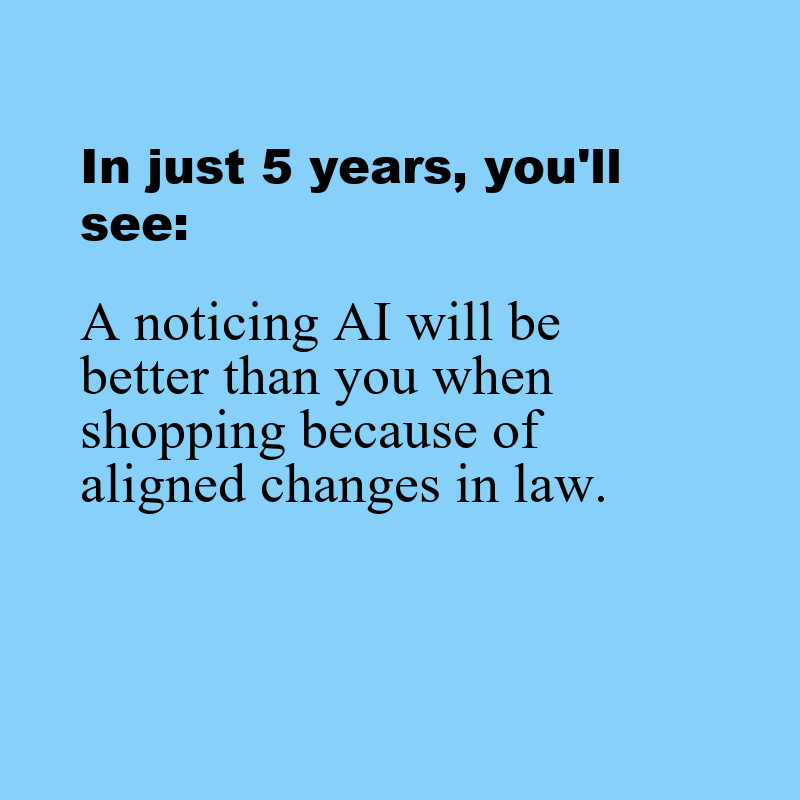 In just 5 years, you'll
see:
A noticing AI will be
better than you when
shopping because of
aligned changes in law.